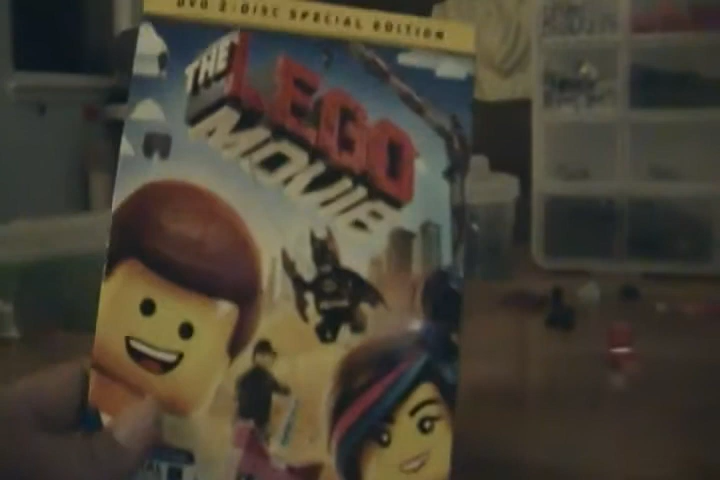 DVD 2-DISC SPECIAL EDITION
THE
LEGO
MOVIE